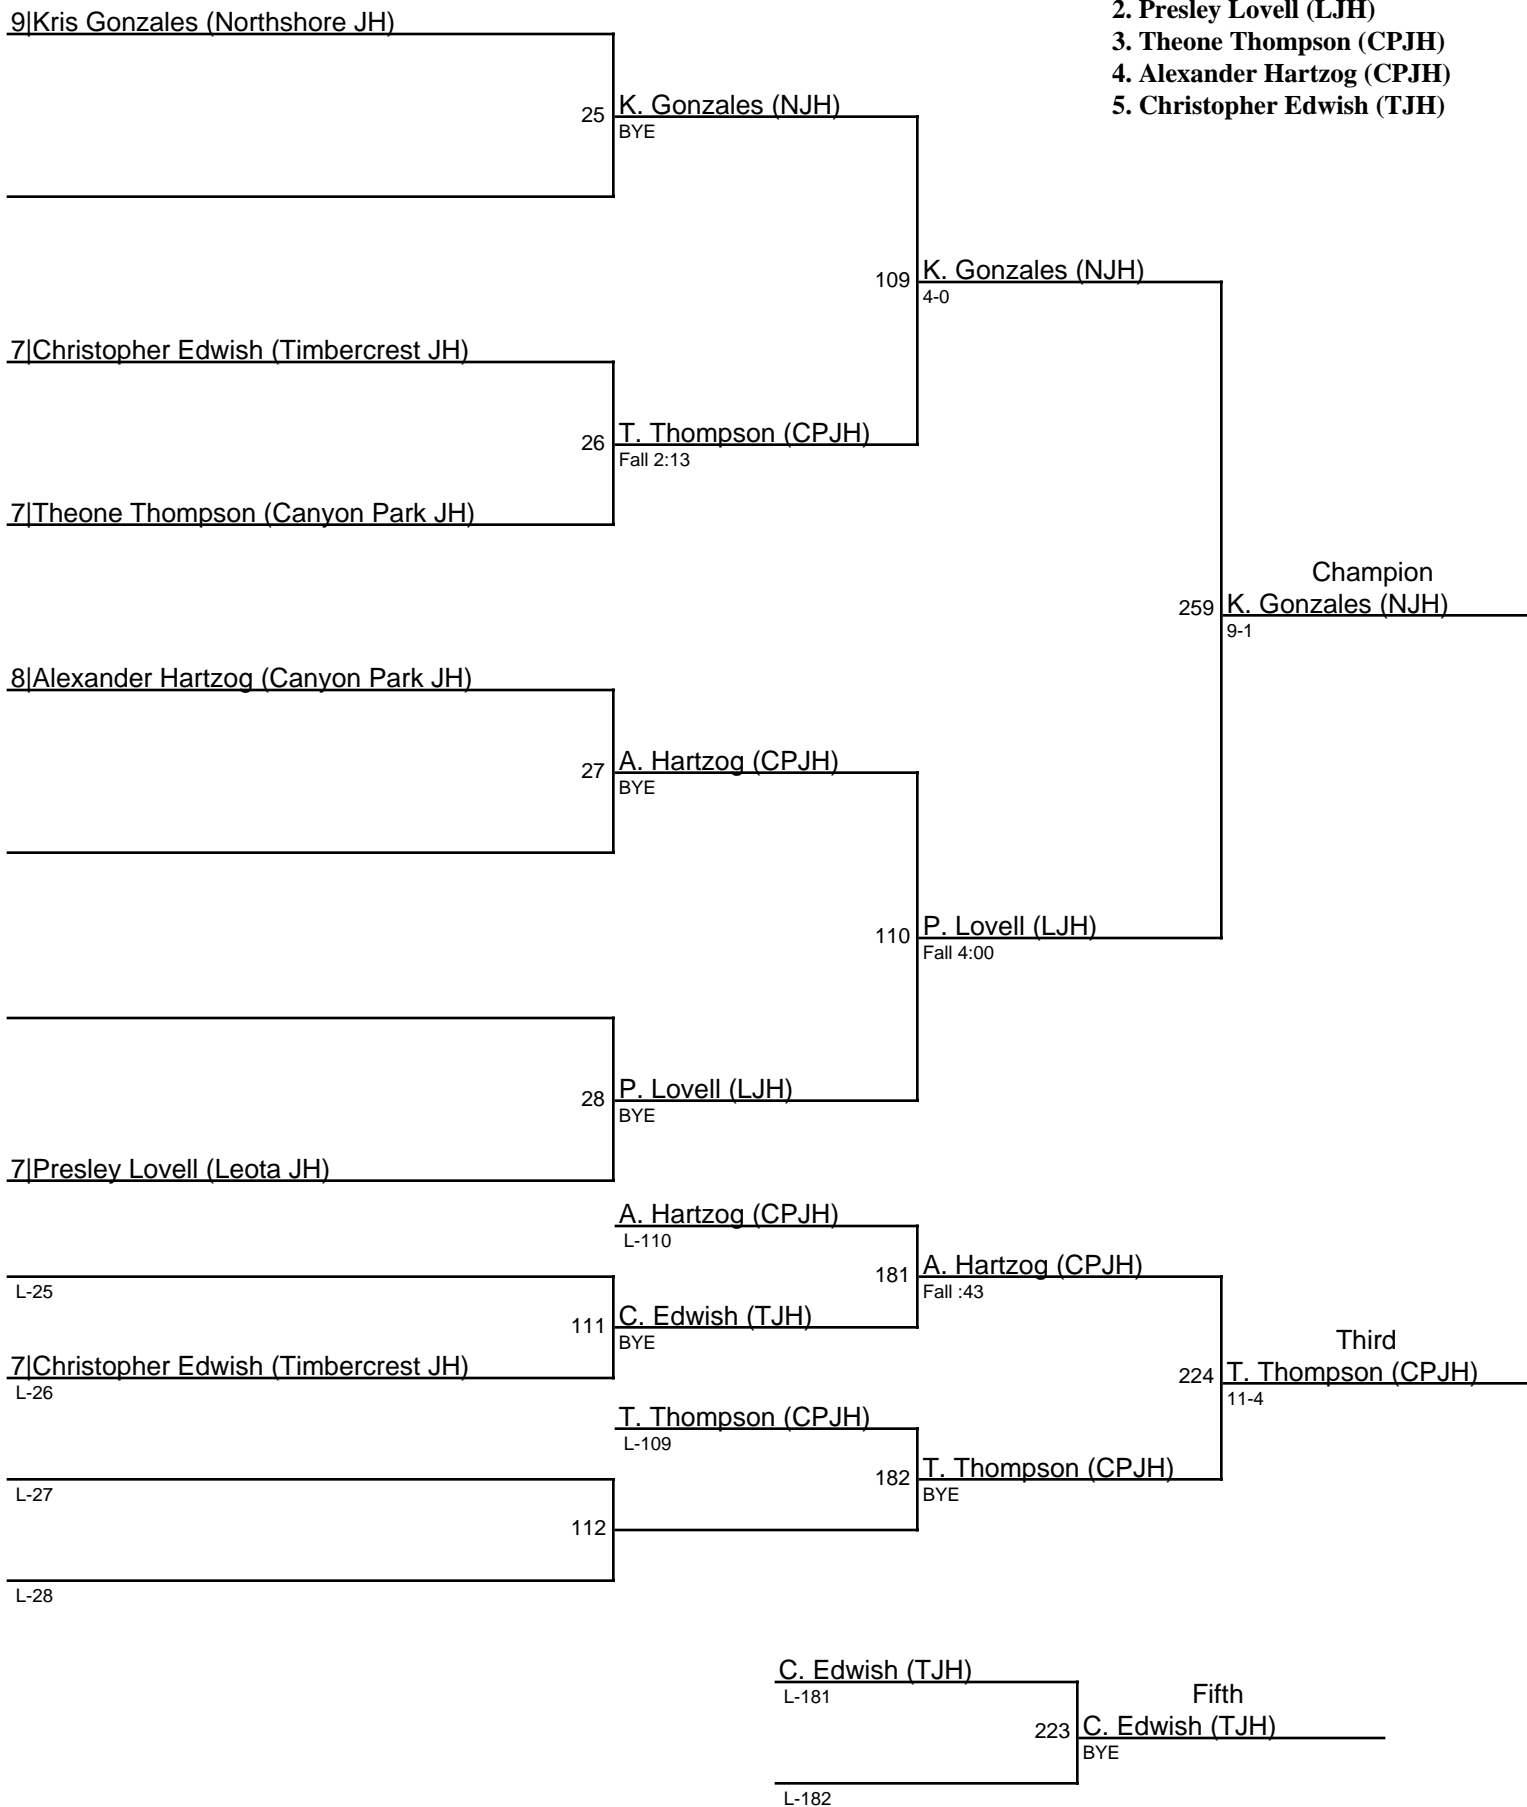 2. Presley Lovell (LJH)
3. Theone Thompson (CPJH)
4. Alexander Hartzog (CPJH)
5. Christopher Edwish (TJH)
9|Kris Gonzales (Northshore JH)
25
K. Gonzales (NJH)
BYE
109
K. Gonzales (NJH)
4-0
7|Christopher Edwish (Timbercrest JH)
26
T. Thompson (CPJH)
Fall 2:13
7|Theone Thompson (Canyon Park JH)
Champion
259
K. Gonzales (NJH)
9-1
8|Alexander Hartzog (Canyon Park JH)
27
A. Hartzog (CPJH)
BYE
110
P. Lovell (LJH)
Fall 4:00
28
P. Lovell (LJH)
BYE
7|Presley Lovell (Leota JH)
A. Hartzog (CPJH)
L-110
181
A. Hartzog (CPJH)
Fall :43
L-25
111
C. Edwish (TJH)
BYE
7|Christopher Edwish (Timbercrest JH)
L-26
Third
224
T. Thompson (CPJH)
11-4
T. Thompson (CPJH)
L-109
182
T. Thompson (CPJH)
BYE
L-27
112
L-28
C. Edwish (TJH)
L-181
Fifth
223
C. Edwish (TJH)
BYE
L-182